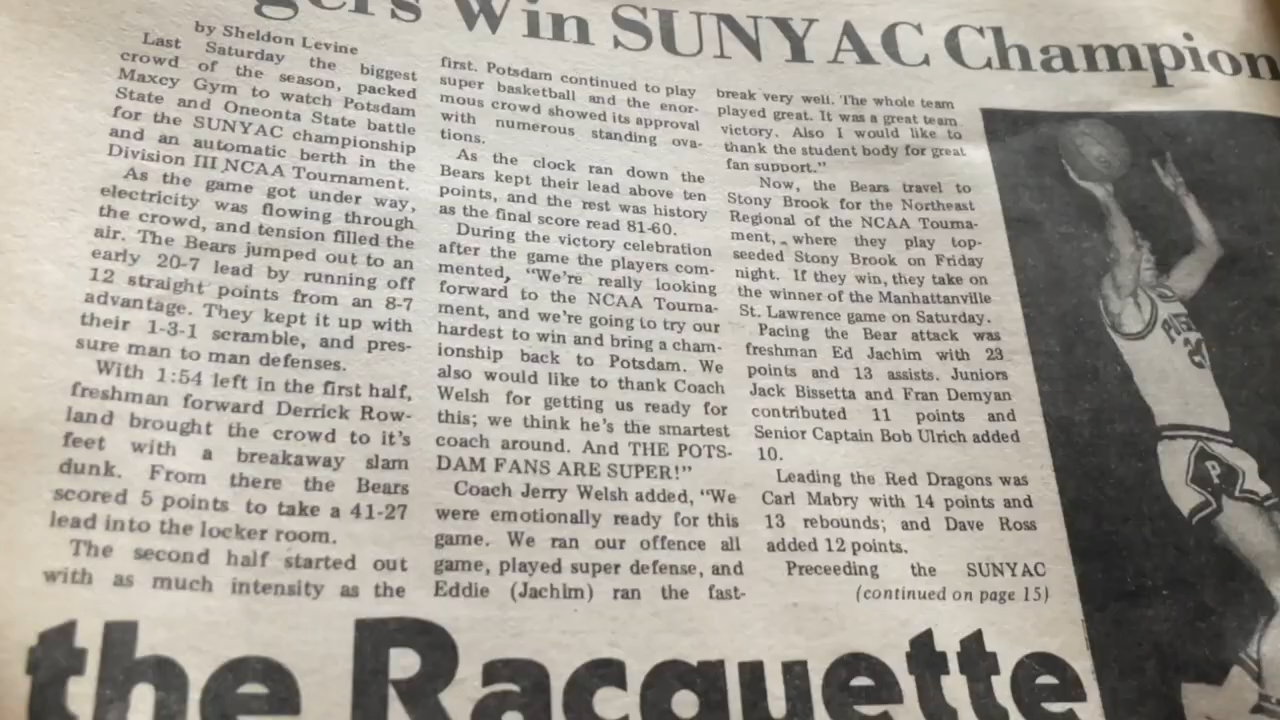 gers Win SUNYAC Champion
by Sheldon Levine
Last Saturday the biggest
crowd of the season, packed
Maxcy Gym to watch Potsdam
State and Oneonta State battle
for the SUNYAC championship
and an automatic berth in the
Division III NCAA Tournament.
As the game got under way,
electricity was flowing through
the crowd, and tension filled the
air. The Bears jumped out to an
early 20-7 lead by running off
12 straight points from an 8-7
advantage. They kept it up with
their 1-3-1 scramble, and pres-
sure man to man defenses.
With 1:54 left in the first half,
freshman forward Derrick Row-
land brought the crowd to it's
feet with a breakaway slam
dunk. From there the Bears
scored 5 points to take a 41-27
lead into the locker room.
The second half started out
with as much intensity as the
first. Potsdam continued to play
super basketball and the enor-
mous crowd showed its approval
with numerous standing ova-
tions.
As the clock ran down the
Bears kept their lead above ten
points, and the rest was history
as the final score read 81-60.
During the victory celebration
after the game the players com-
mented, "We're really looking
forward to the NCAA Tourna-
ment, and we're going to try our
hardest to win and bring a cham-
ionship back to Potsdam. We
also would like to thank Coach
Welsh for getting us ready for
this; we think he's the smartest
coach around. And THE POTS-
DAM FANS ARE SUPER!"
Coach Jerry Welsh added, "We
were emotionally ready for this
game. We ran our offence all
game, played super defense, and
Eddie (Jachim) ran the fast-
break very well. The whole team
played great. It was a great team
victory. Also I would like to
thank the student body for great
fan support."
Now, the Bears travel to
Stony Brook for the Northeast
Regional of the NCAA Tourna-
ment, where they play top-
seeded Stony Brook on Friday
night. If they win, they take on
the winner of the Manhattanville
St. Lawrence game on Saturday.
Pacing the Bear attack was
freshman Ed Jachim with 23
points and 13 assists. Juniors
Jack Bissetta and Fran Demyan
contributed 11 points and
Senior Captain Bob Ulrich added
10.
Leading the Red Dragons was
Carl Mabry with 14 points and
13 rebounds; and Dave Ross
added 12 points.
Preceeding the SUNYAC
(continued on page 15)
P
the Racquette